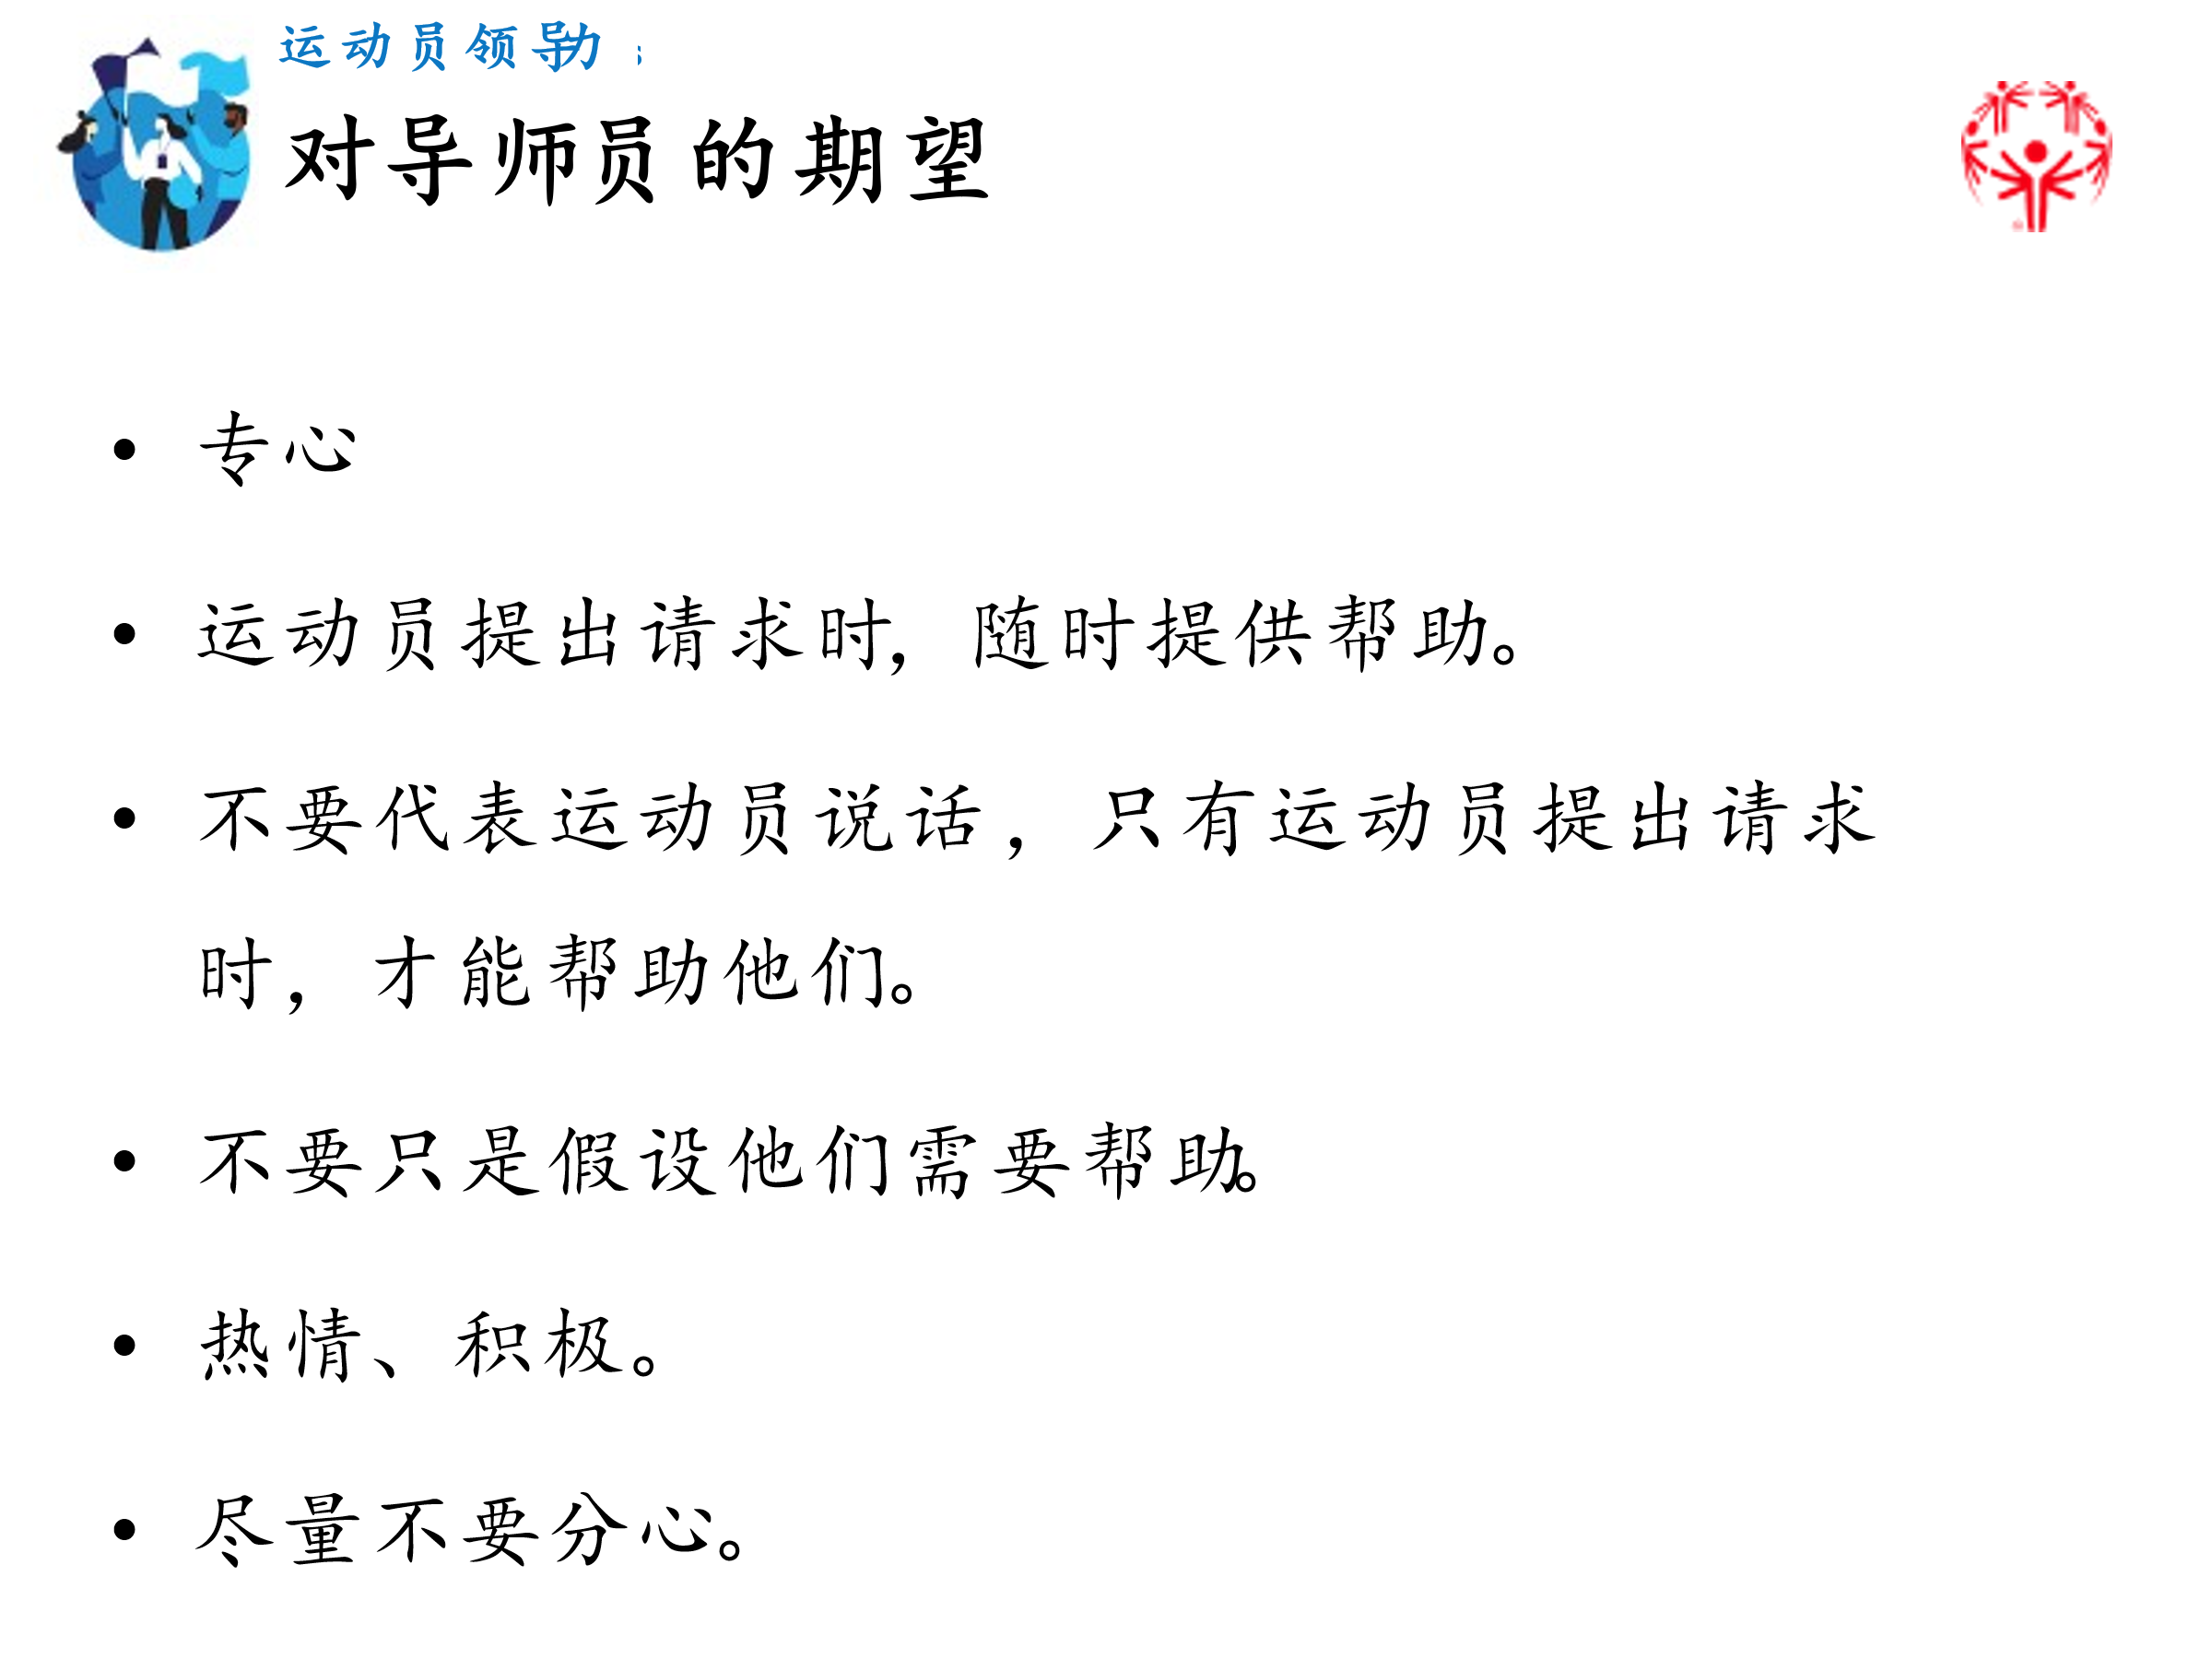 运动员领导力：
对导师员的期望
• 专心
• 运动员提出请求时，随时提供帮助。
• 不要代表运动员说话，只有运动员提出请求
时，才能帮助他们。
• 不要只是假设他们需要帮助。
• 热情、积极。
• 尽量不要分心。